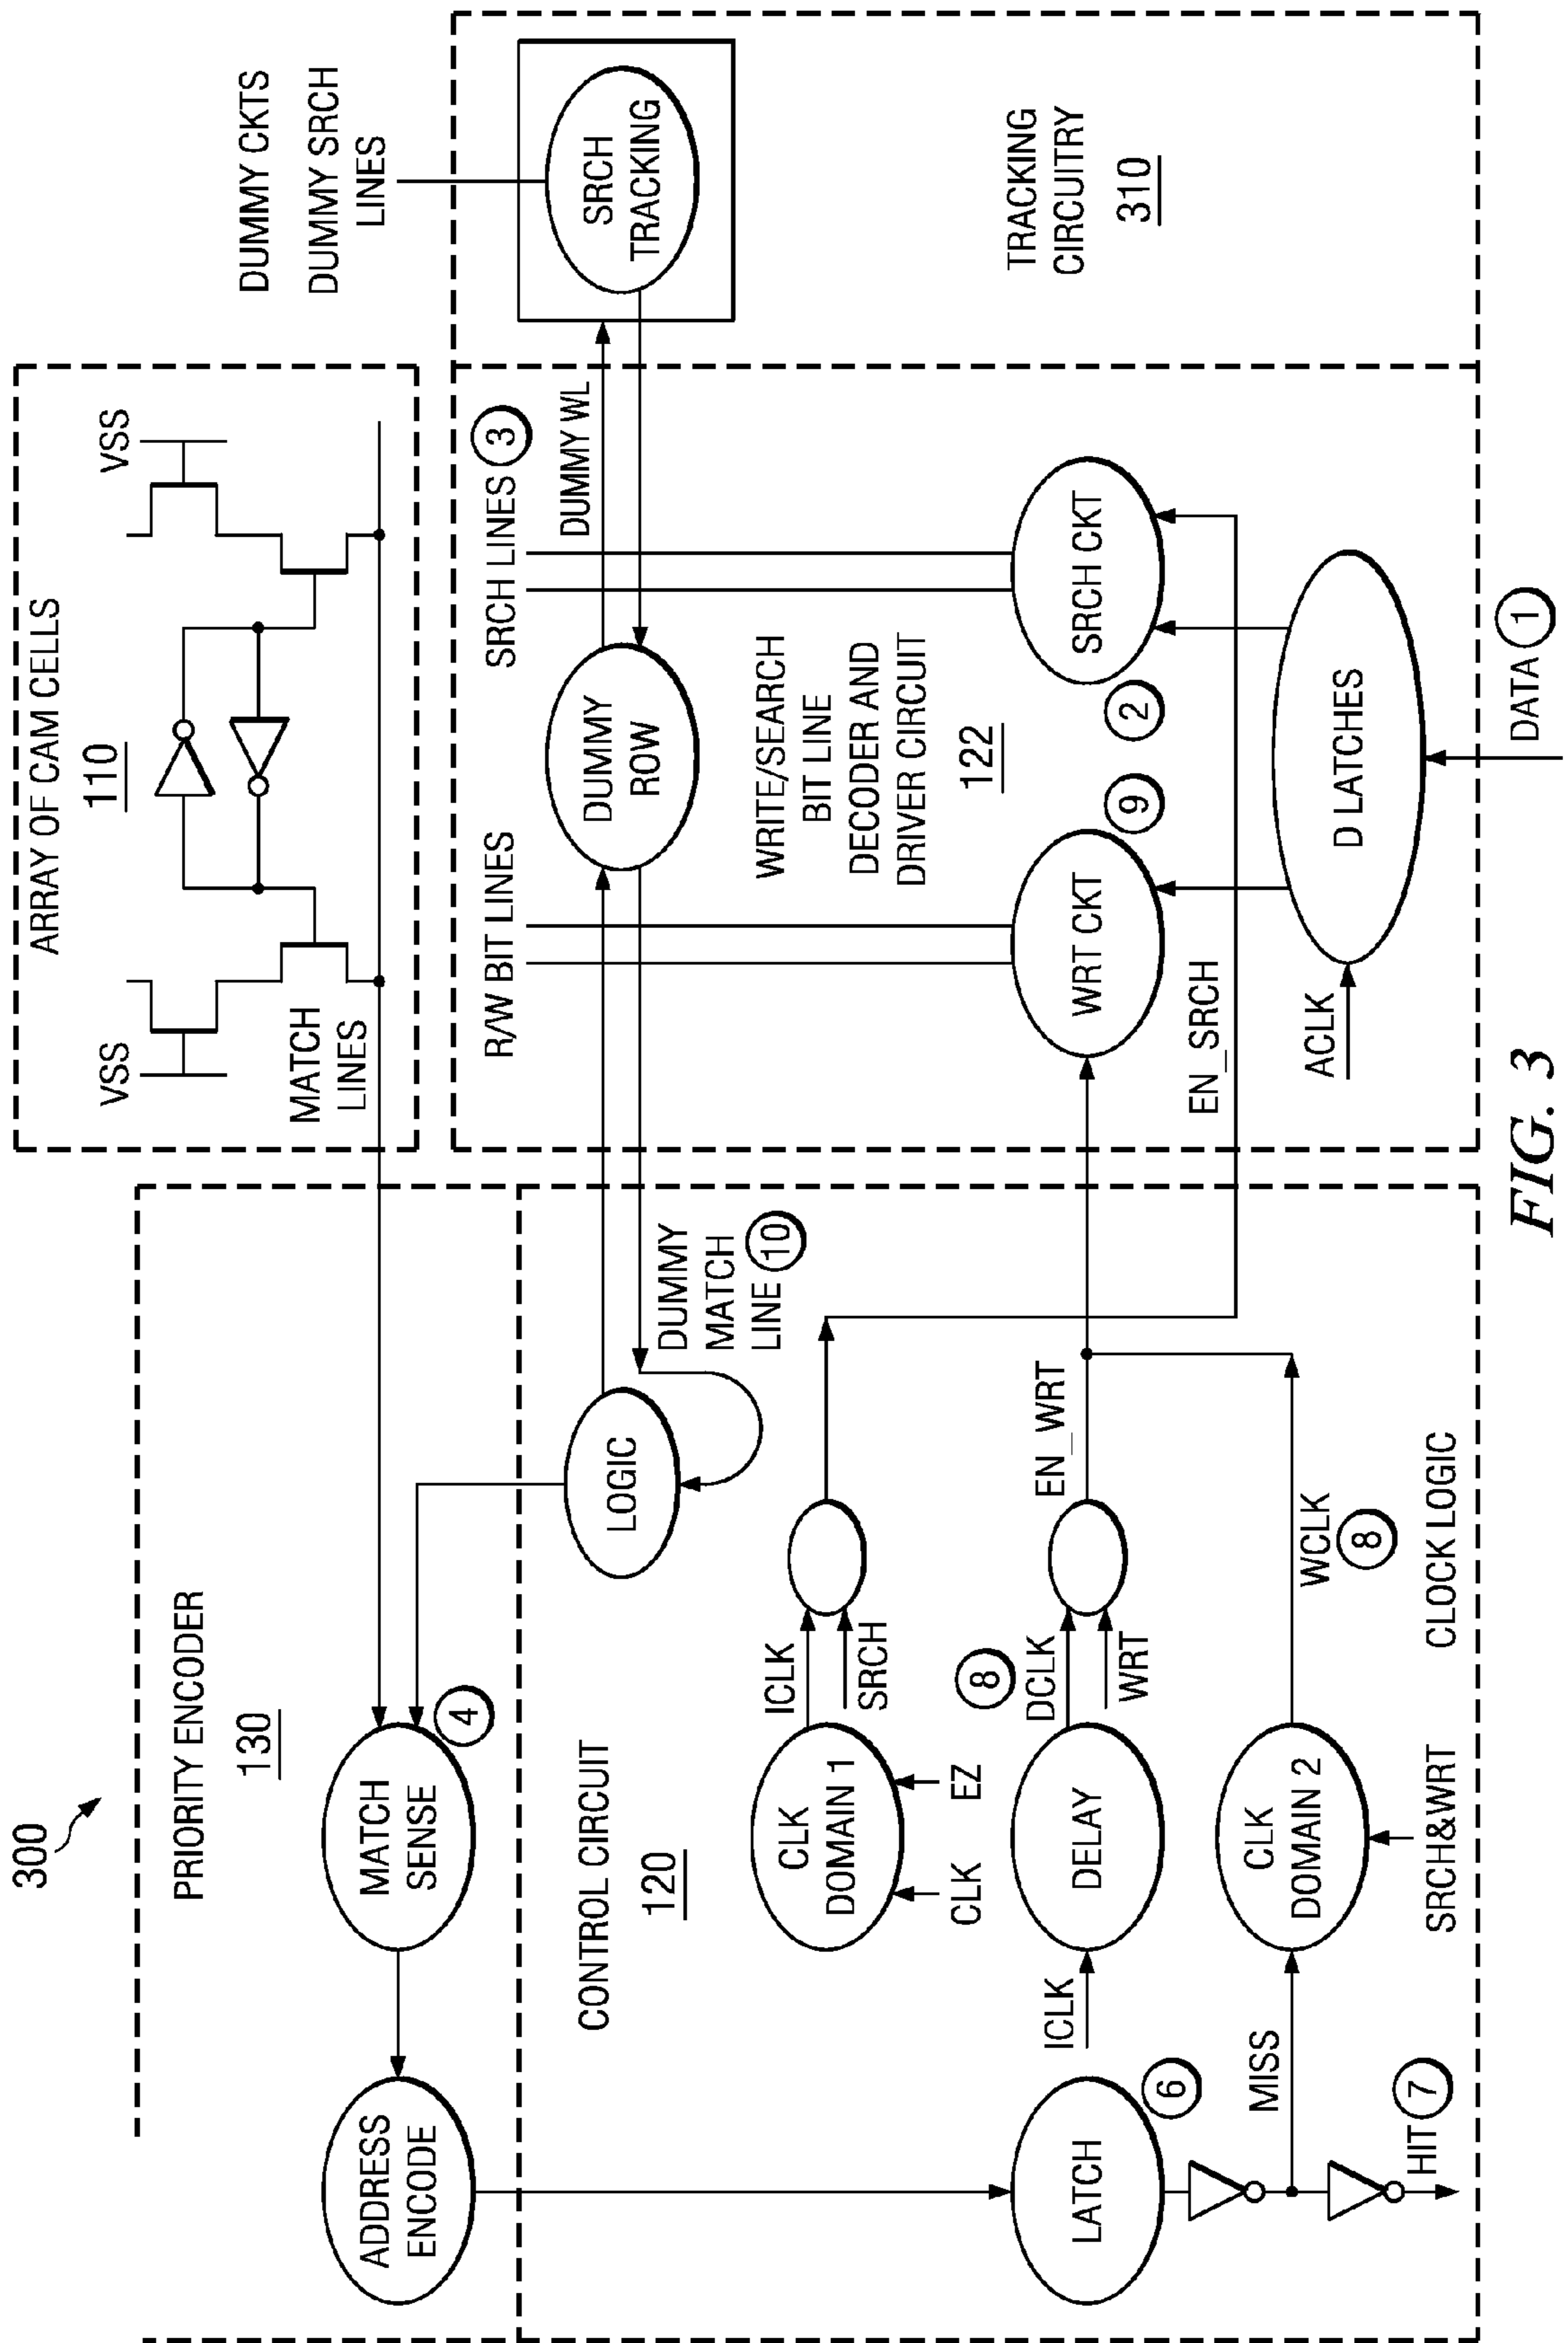 300
PRIORITY ENCODER
130
ADDRESS
ENCODE
MATCH
SENSE
4
ARRAY OF CAM CELLS
110
VSS
VSS
MATCH
LINES
DUMMY CKTS
DUMMY SRCH
LINES
CONTROL CIRCUIT
120
LOGIC
DUMMY
MATCH
LINE 10
CLK
DOMAIN 1
CLK
EZ
ICLK
SRCH
ICLK
DELAY
8
DCLK
WRT
EN_WRT
LATCH
6
MISS
HIT 7
CLK
DOMAIN 2
SRCH&WRT
WCLK
8
CLOCK LOGIC
R/W BIT LINES
SRCH LINES 3
DUMMY
ROW
DUMMY WL
WRITE/SEARCH
BIT LINE
DECODER AND
DRIVER CIRCUIT
122
WRT CKT
9
2
SRCH CKT
EN_SRCH
ACLK
D LATCHES
DATA 1
SRCH
TRACKING
TRACKING
CIRCUITRY
310
FIG. 3